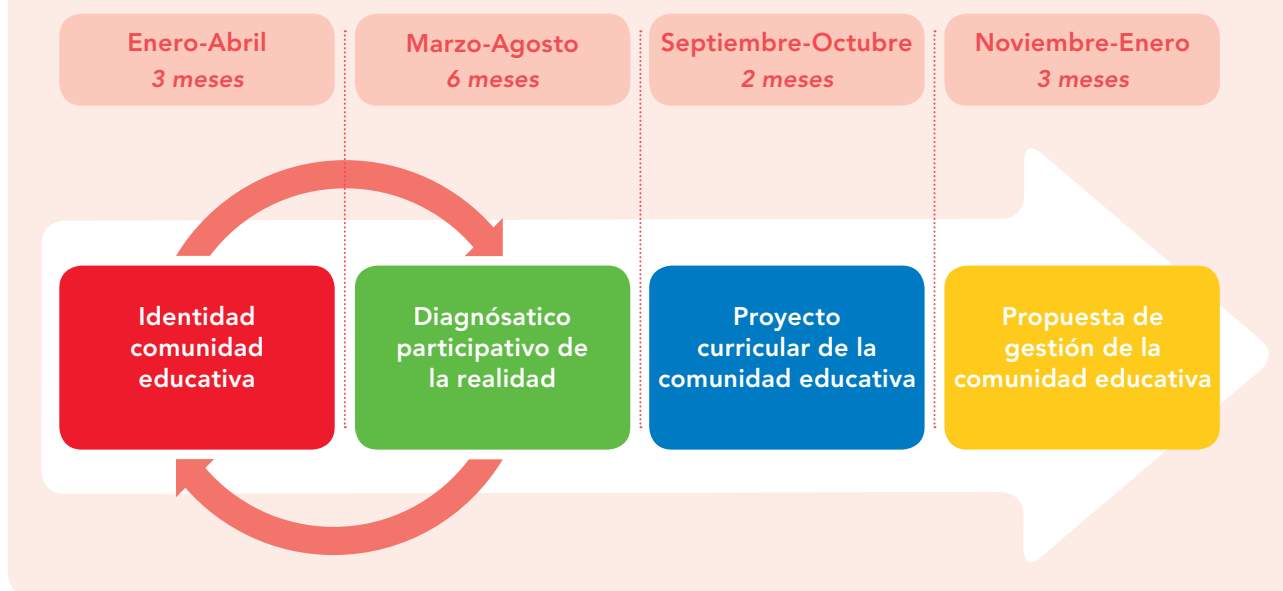 Enero-Abril
3 meses
Marzo-Agosto
6 meses
Septiembre-Octubre
2 meses
Noviembre-Enero
3 meses
Identidad
comunidad
educativa
Diagnósatico
participativo de
la realidad
Proyecto
curricular de la
comunidad educativa
Propuesta de
gestión de la
comunidad educativa